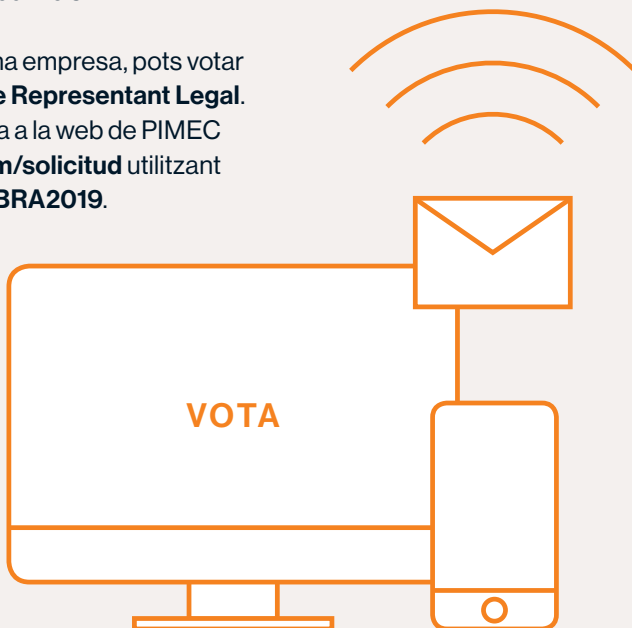 na empresa, pots votar
e Representant Legal.
a a la web de PIMEC
m/solicitud utilitzant
BRA2019.
VOTA